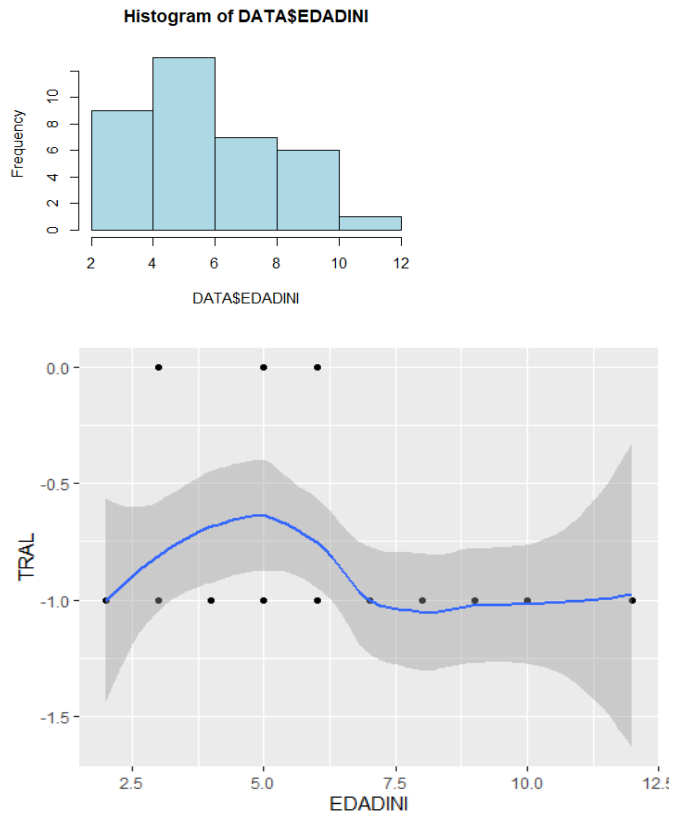 Histogram of DATA$EDADINI
Frequency
10
8
6
4
2
0
2 4 6 8 10 12
DATA$EDADINI
0.0
-0.5
TRAL
-1.0
-1.5
2.5 5.0 7.5 10.0 12.5
EDADINI